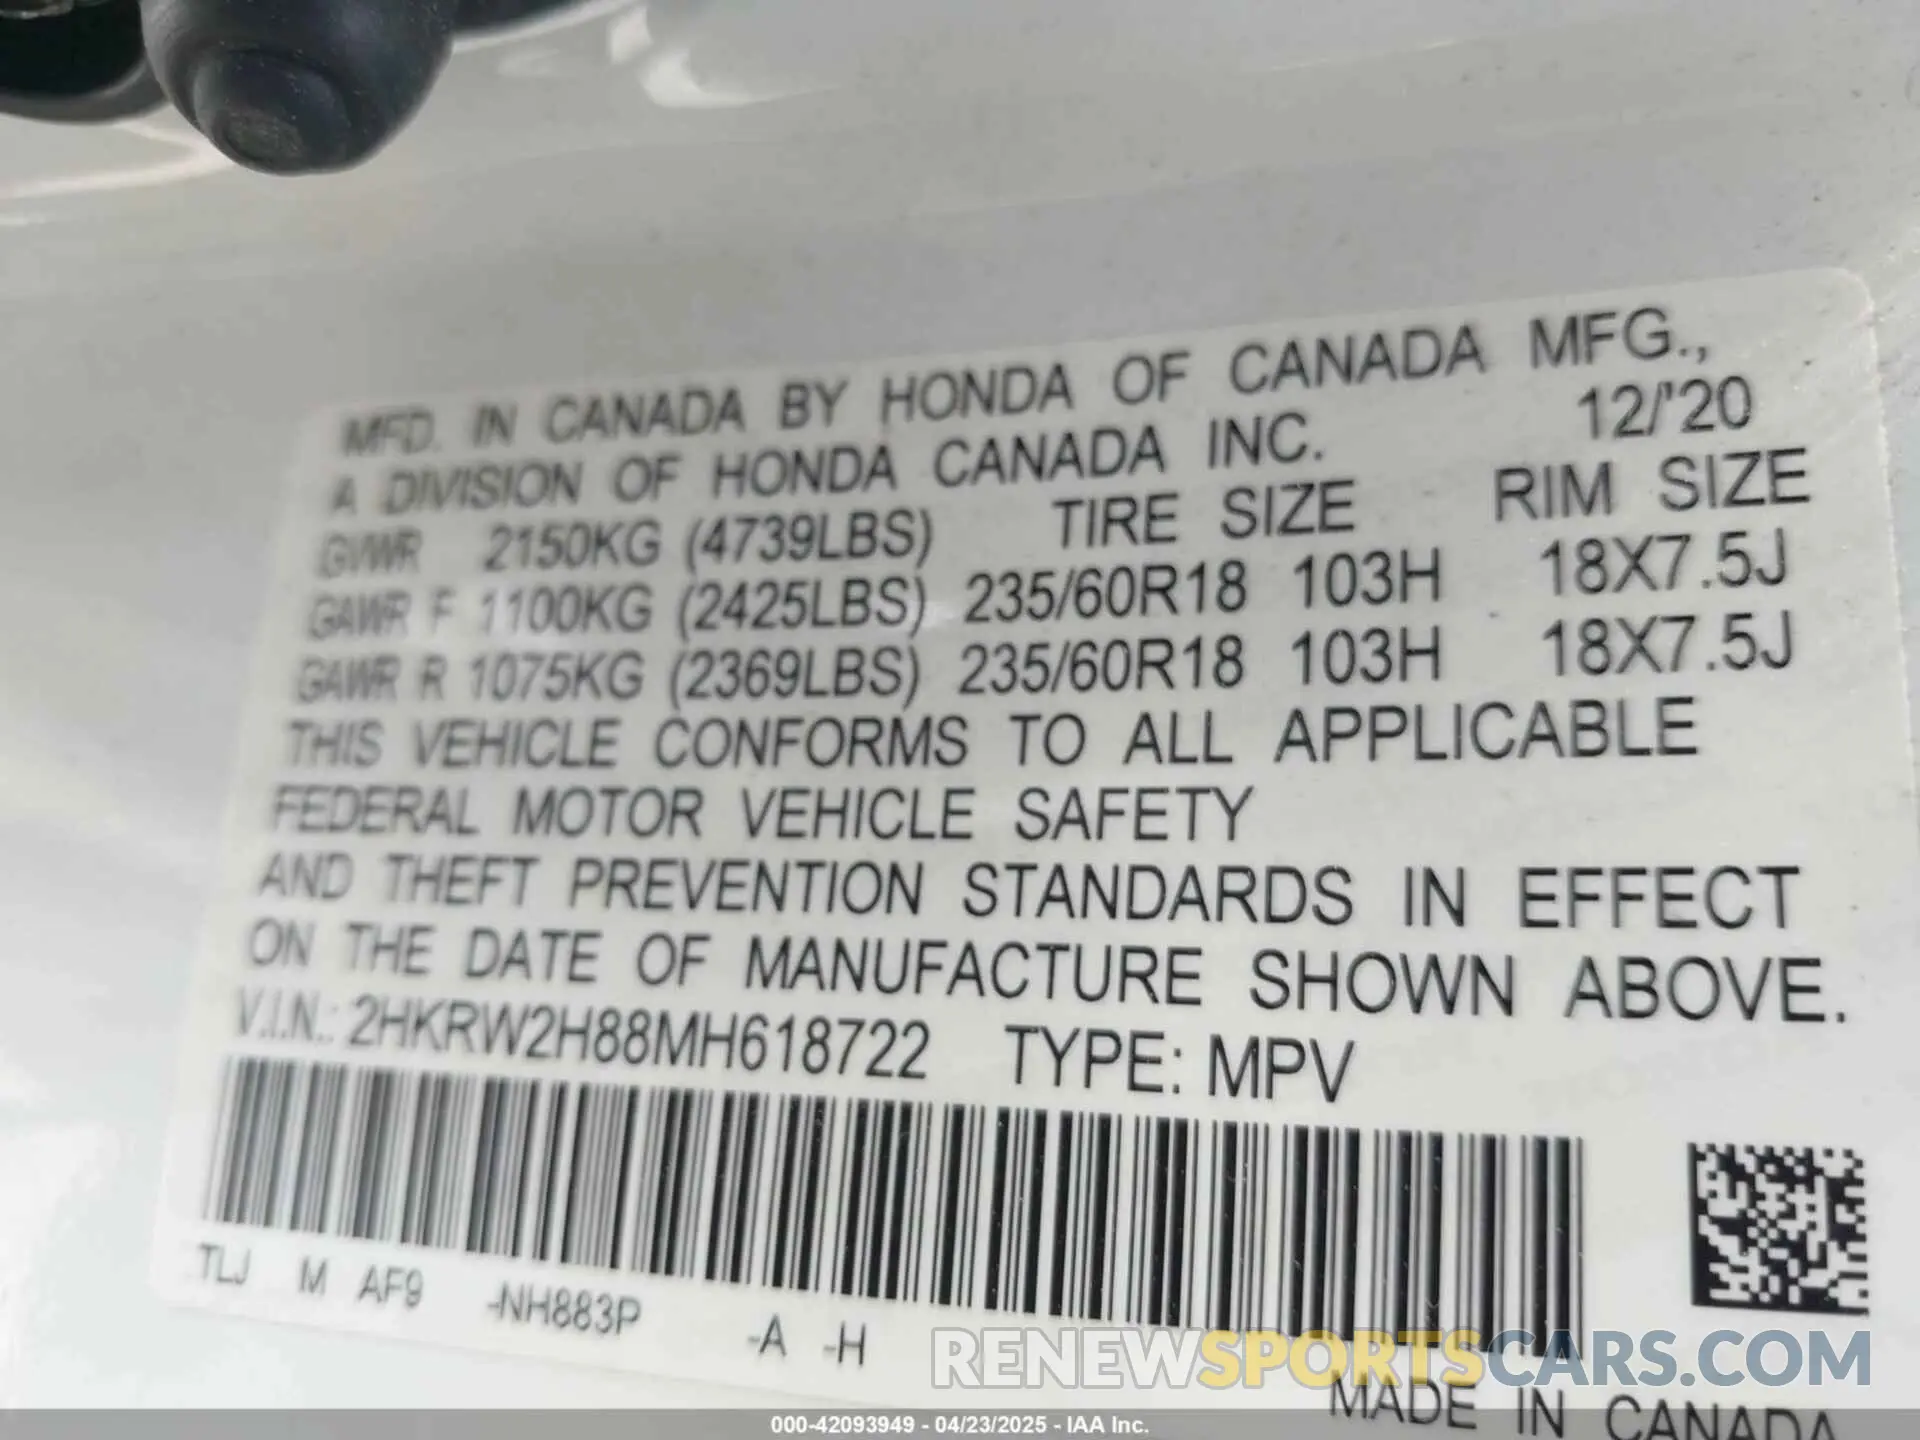 MFD. IN CANADA BY HONDA OF CANADA MFG.,
A DIVISION OF HONDA CANADA INC. 12/'20
GVWR 2150KG (4739LBS) TIRE SIZE RIM SIZE
GAWR F 1100KG (2425LBS) 235/60R18 103H 18X7.5J
GAWR R 1075KG (2369LBS) 235/60R18 103H 18X7.5J
THIS VEHICLE CONFORMS TO ALL APPLICABLE
FEDERAL MOTOR VEHICLE SAFETY
AND THEFT PREVENTION STANDARDS IN EFFECT
ON THE DATE OF MANUFACTURE SHOWN ABOVE.
V.I.N.: 2HKRW2H88MH618722 TYPE: MPV
TLJ M AF9 -NH883P -A -H
RENEWSPORTSCARS.COM
MADE IN CANADA
000-42093949 - 04/23/2025 - IAA Inc.